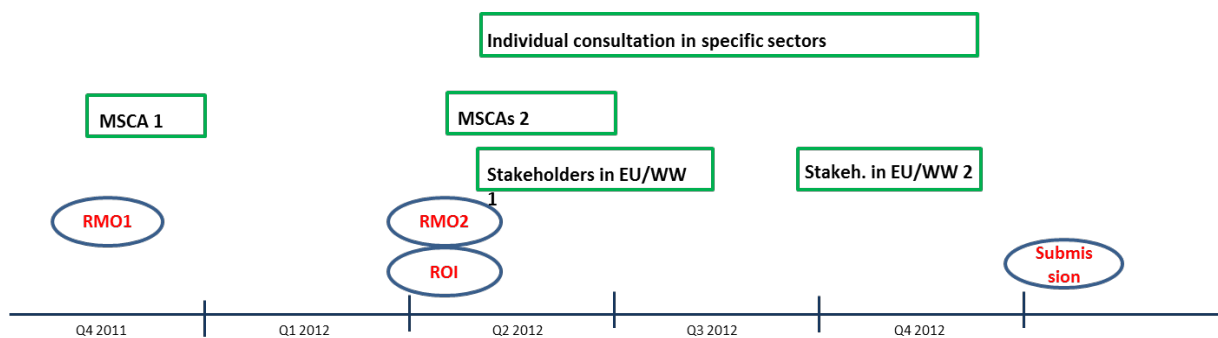 Individual consultation in specific sectors
MSCA 1
MSCAs 2
Stakeholders in EU/WW
1
Stakeh. in EU/WW 2
RMO1
RMO2
ROI
Submis
sion
Q4 2011
Q1 2012
Q2 2012
Q3 2012
Q4 2012